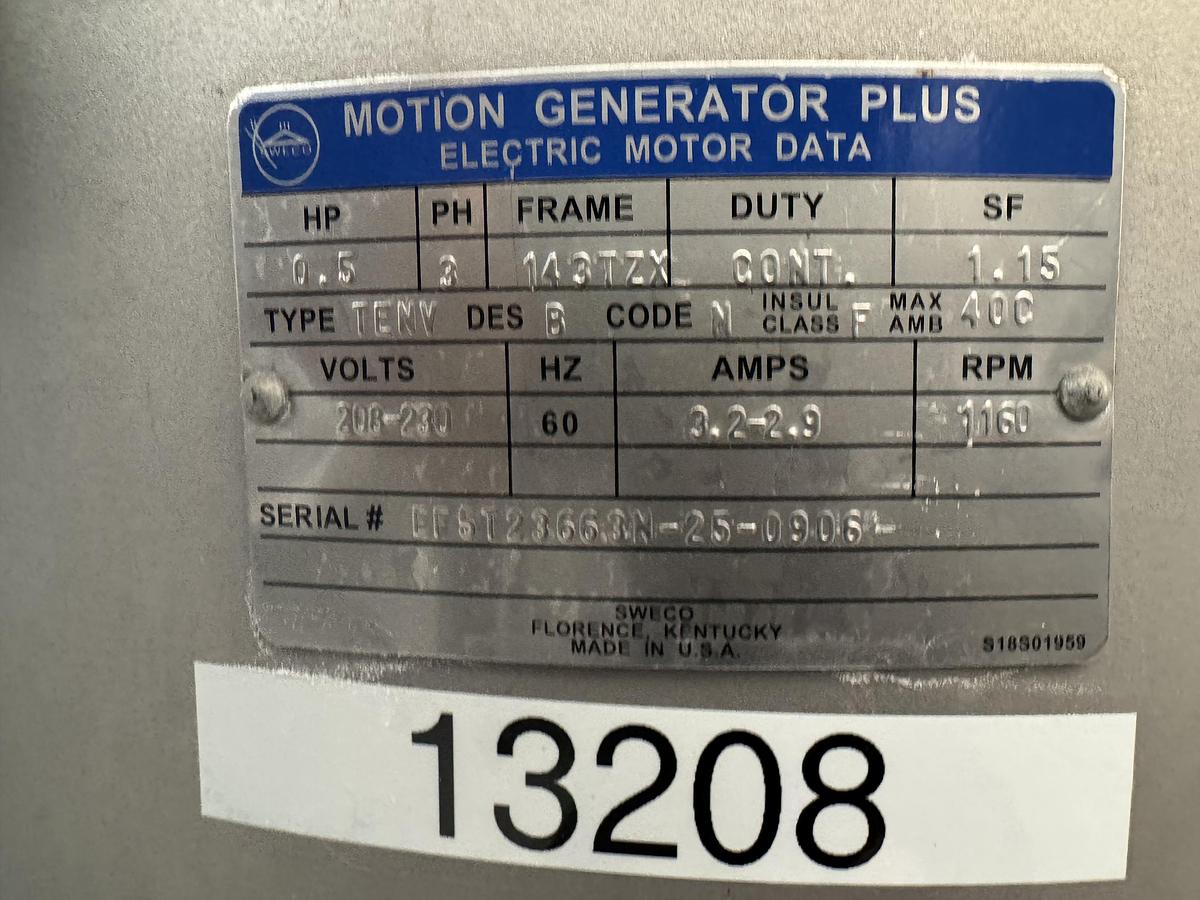 SWECO
MOTION GENERATOR PLUS
ELECTRIC MOTOR DATA
HP PH FRAME DUTY SF
0.5 3 143TZX CONT. 1.15
TYPE TENV DES B CODE N INSUL CLASS F MAX AMB 40C
VOLTS HZ AMPS RPM
208-230 60 3.2-2.9 1160
SERIAL #
SWECO
FLORENCE, KENTUCKY
MADE IN U.S.A.
S18S01959
13208